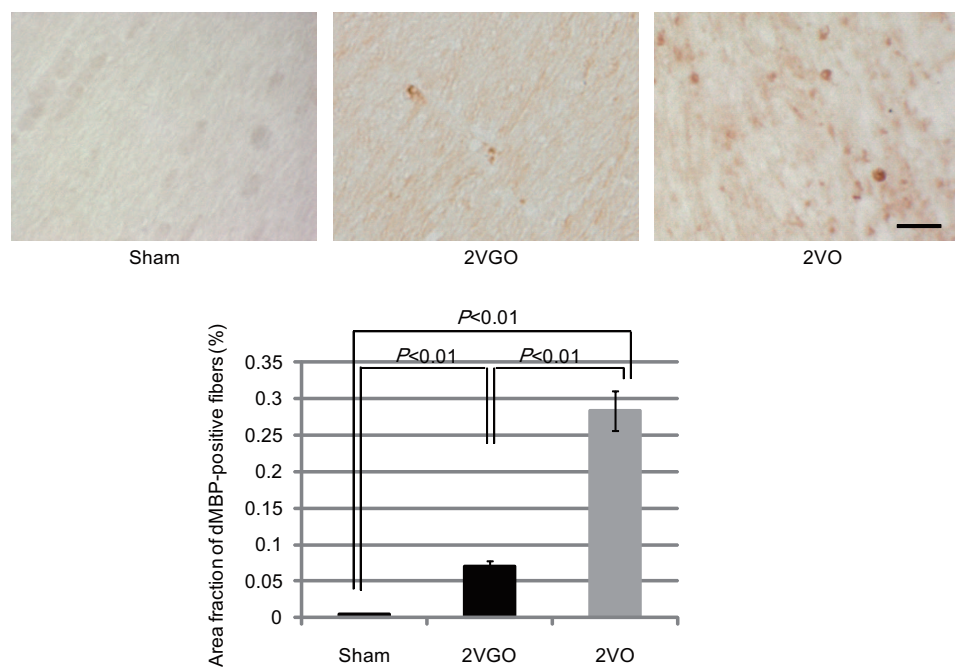 Sham 2VGO 2VO
P<0.01
P<0.01 P<0.01
Area fraction of dMBP-positive fibers (%)
0.35
0.3
0.25
0.2
0.15
0.1
0.05
0
Sham 2VGO 2VO